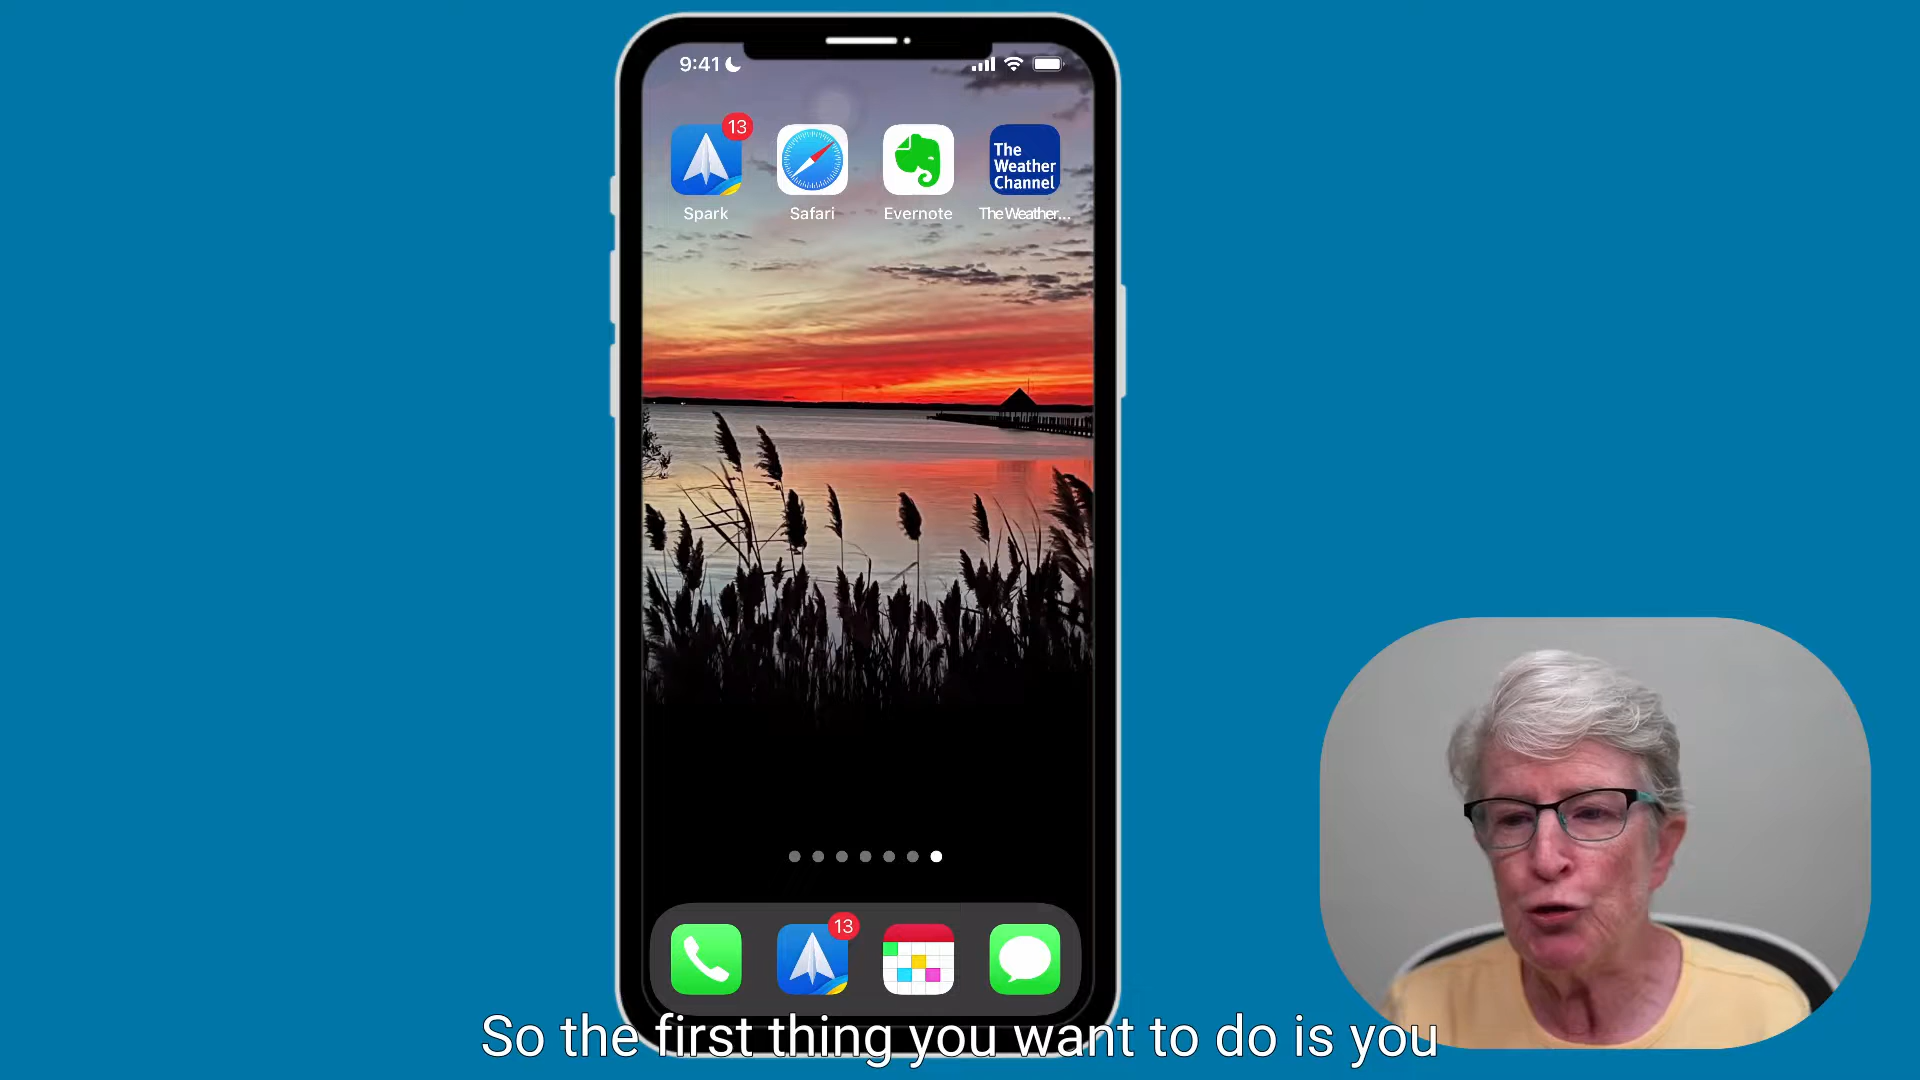 9:41
13
The
Weather
Channel
Spark
Safari
Evernote
The Weather...
13
So the first thing you want to do is you